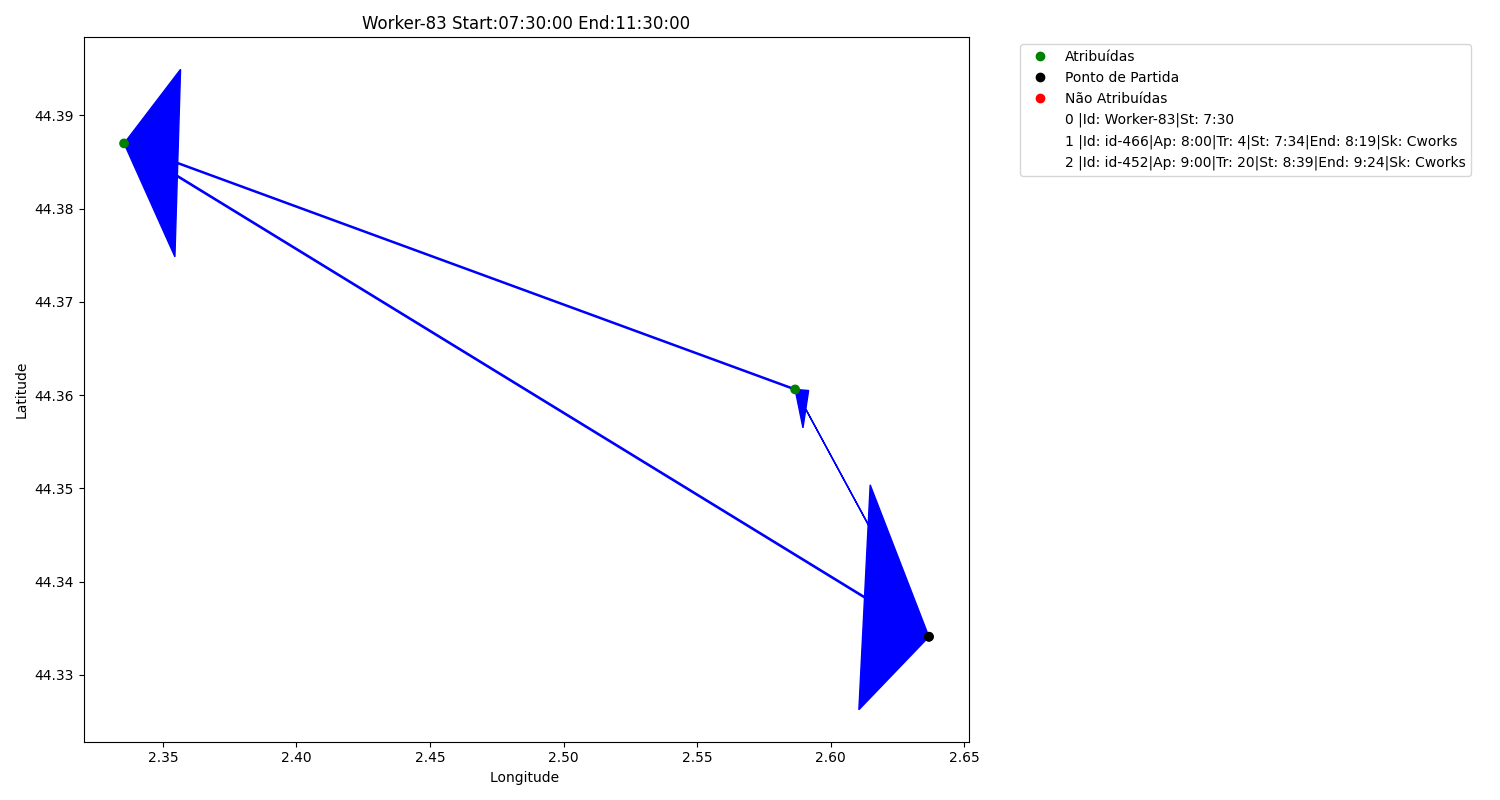 Worker-83 Start:07:30:00 End:11:30:00
Atribuídas
Ponto de Partida
Não Atribuídas
0 |Id: Worker-83|St: 7:30
1 |Id: id-466|Ap: 8:00|Tr: 4|St: 7:34|End: 8:19|Sk: Cworks
2 |Id: id-452|Ap: 9:00|Tr: 20|St: 8:39|End: 9:24|Sk: Cworks
Latitude
44.39
44.38
44.37
44.36
44.35
44.34
44.33
2.35 2.40 2.45 2.50 2.55 2.60 2.65
Longitude